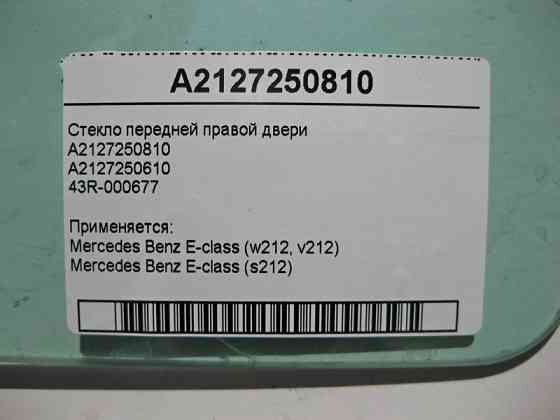 A2127250810
Стекло передней правой двери
A2127250810
A2127250610
43R-000677
Применяется:
Mercedes Benz E-class (w212, v212)
Mercedes Benz E-class (s212)